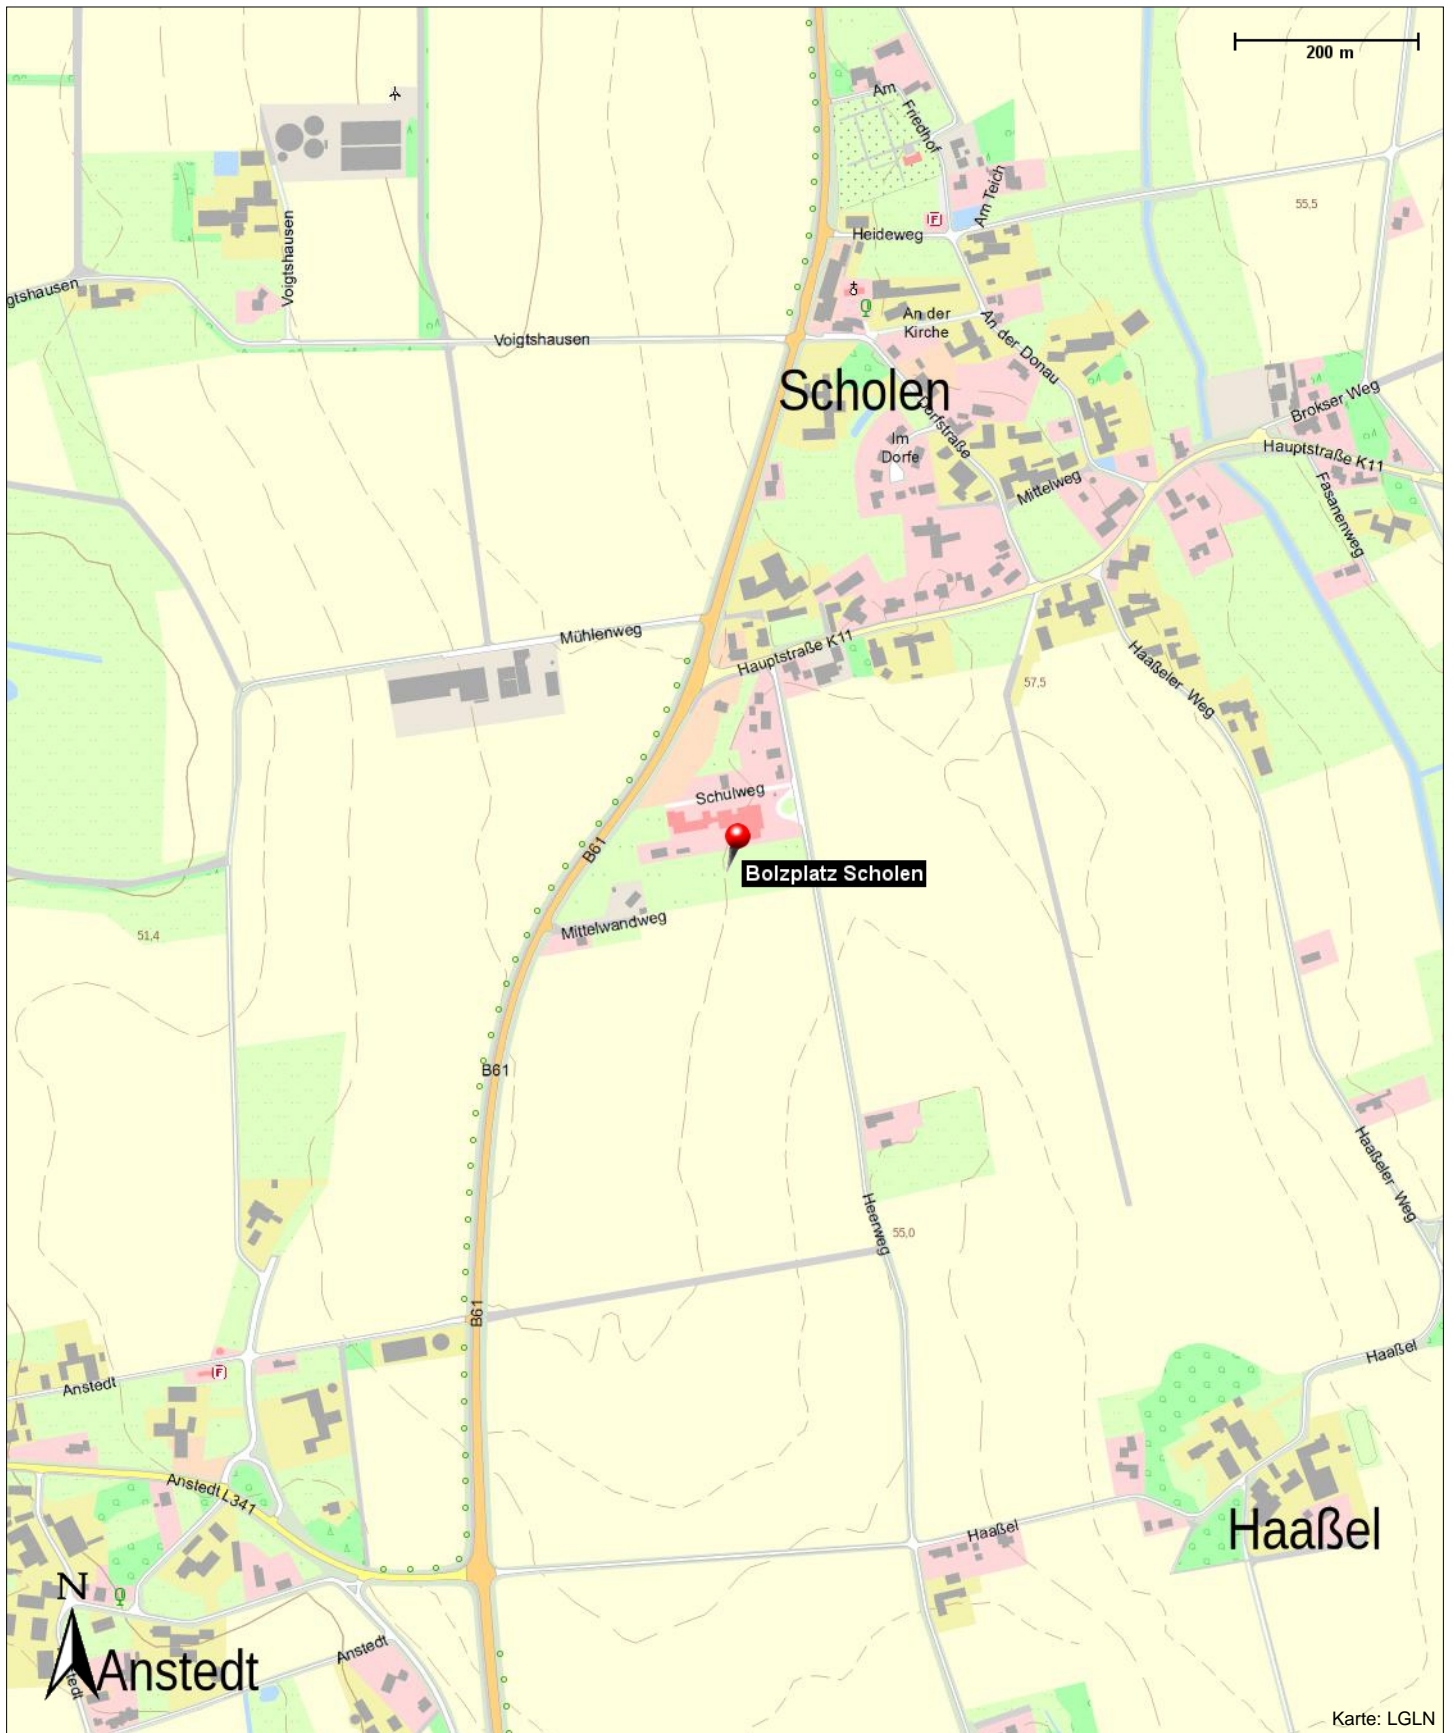 200 m
Am
Friedhof
Am Teich
55,5
F
Heideweg
Voigtshausen
gtshausen
An der
Kirche
An der Donau
Voigtshausen
Scholen
Brokser Weg
Dorfstraße
Im
Dorfe
Hauptstraße K11
Mittelweg
Fasanenweg
Mühlenweg
Hauptstraße K11
Haaßeler Weg
57,5
Schulweg
B61
Bolzplatz Scholen
Mittelwandweg
51,4
B61
Haaßeler Weg
Heerweg
55,0
B61
Haaßel
F
Anstedt
Anstedt L341
Haaßel
Haaßel
N
Anstedt
Anstedt
stedt
Karte: LGLN